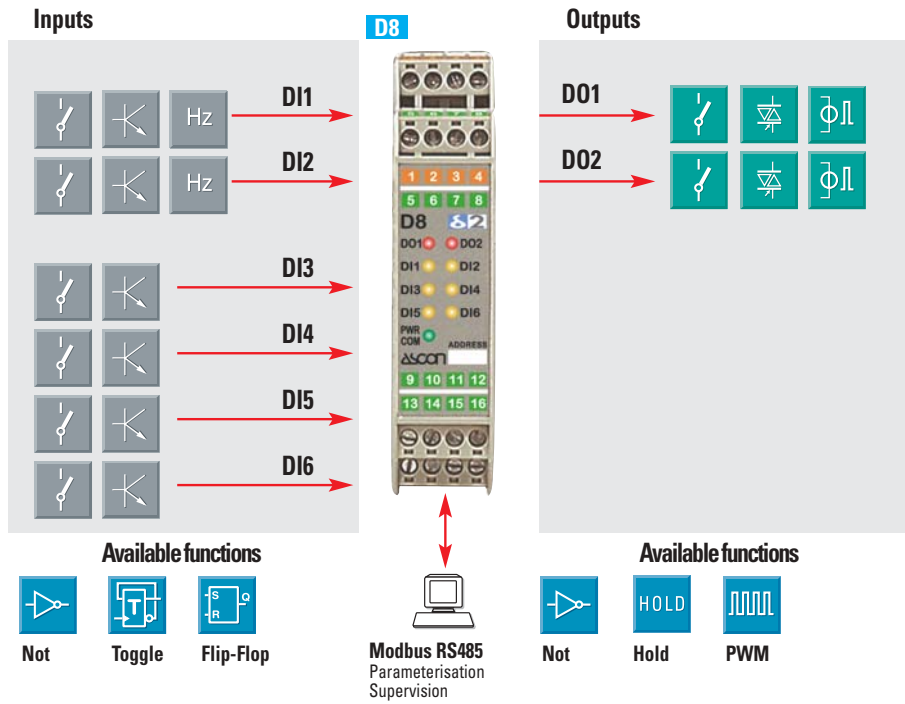 Inputs
D8
Outputs
DI1
Hz
DI2
Hz
DI3
DI4
DI5
DI6
1 2 3 4
5 6 7 8
D8
DO1 DO2
DI1 DI2
DI3 DI4
DI5 DI6
PWR
COM
ADDRESS
ascon
9 10 11 12
13 14 15 16
DO1
DO2
Available functions
T
S Q
R
Not Toggle Flip-Flop
Modbus RS485
Parameterisation
Supervision
Available functions
HOLD
Not Hold PWM